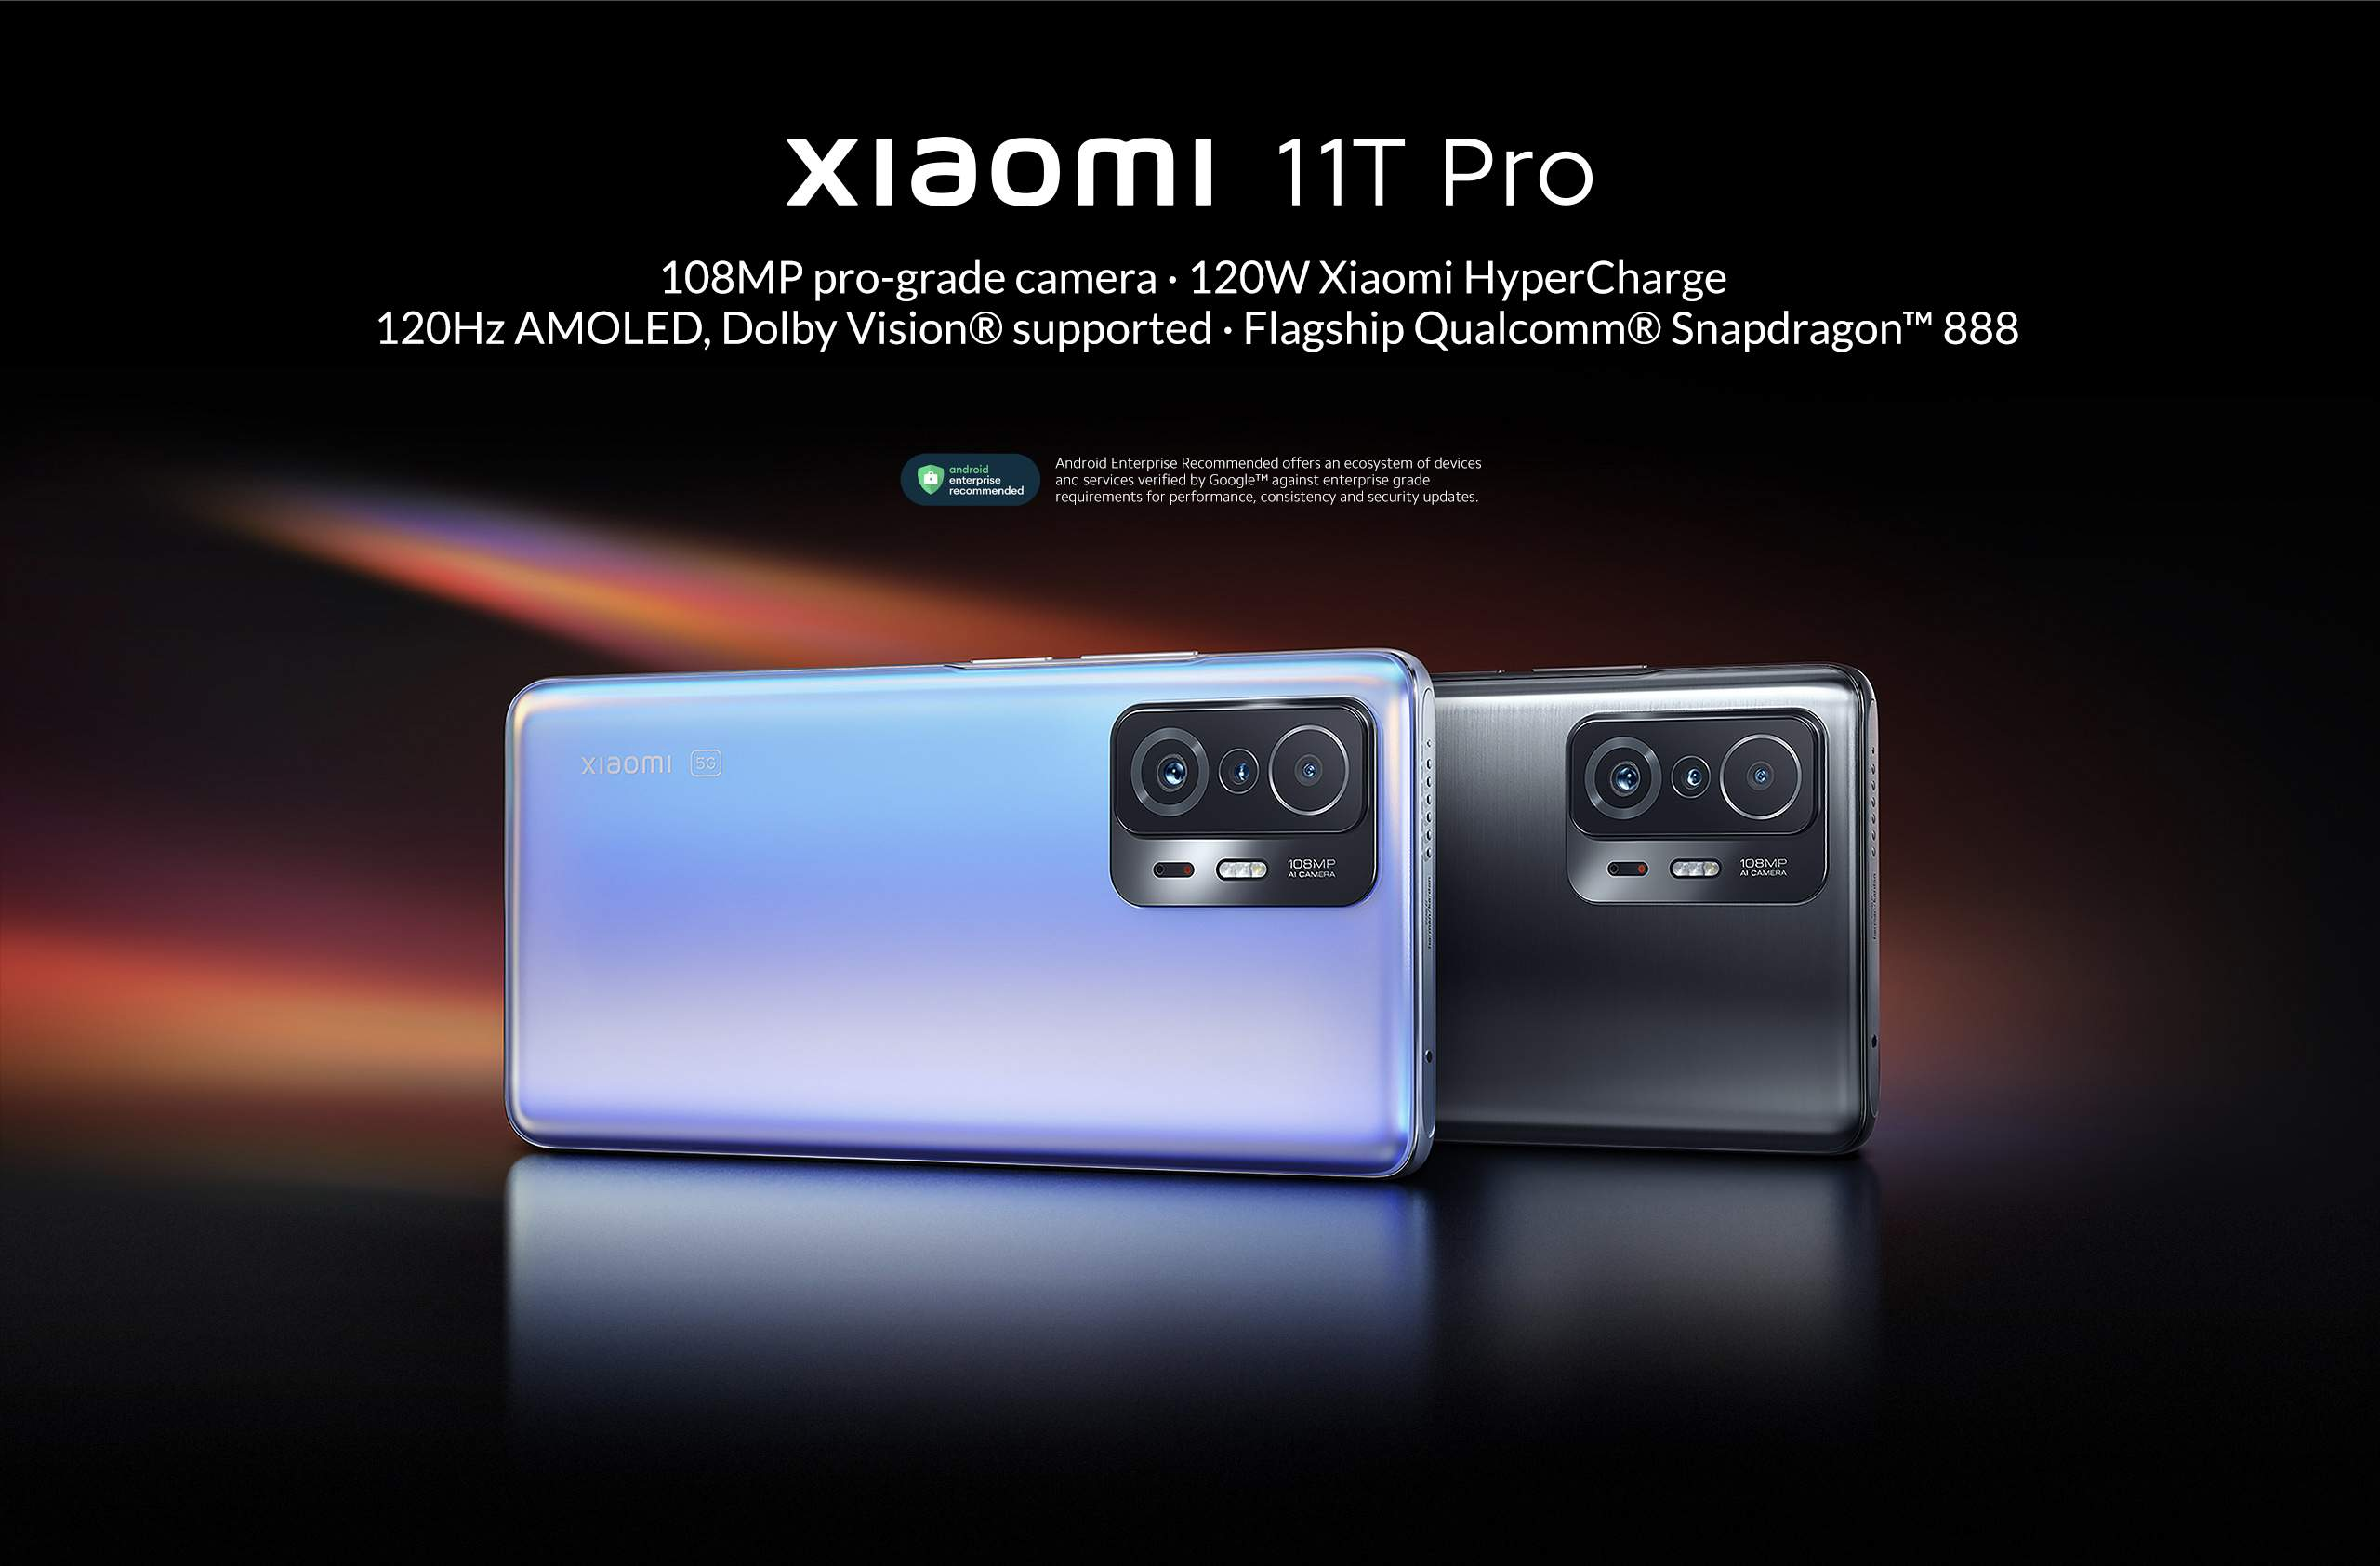 xiaomi 11T Pro
108MP pro-grade camera · 120W Xiaomi HyperCharge
120Hz AMOLED, Dolby Vision® supported · Flagship Qualcomm® Snapdragon™ 888
android
enterprise
recommended
Android Enterprise Recommended offers an ecosystem of devices
and services verified by Google™ against enterprise grade
requirements for performance, consistency and security updates.
xiaomi 5G
108MP
AI CAMERA
108MP
AI CAMERA